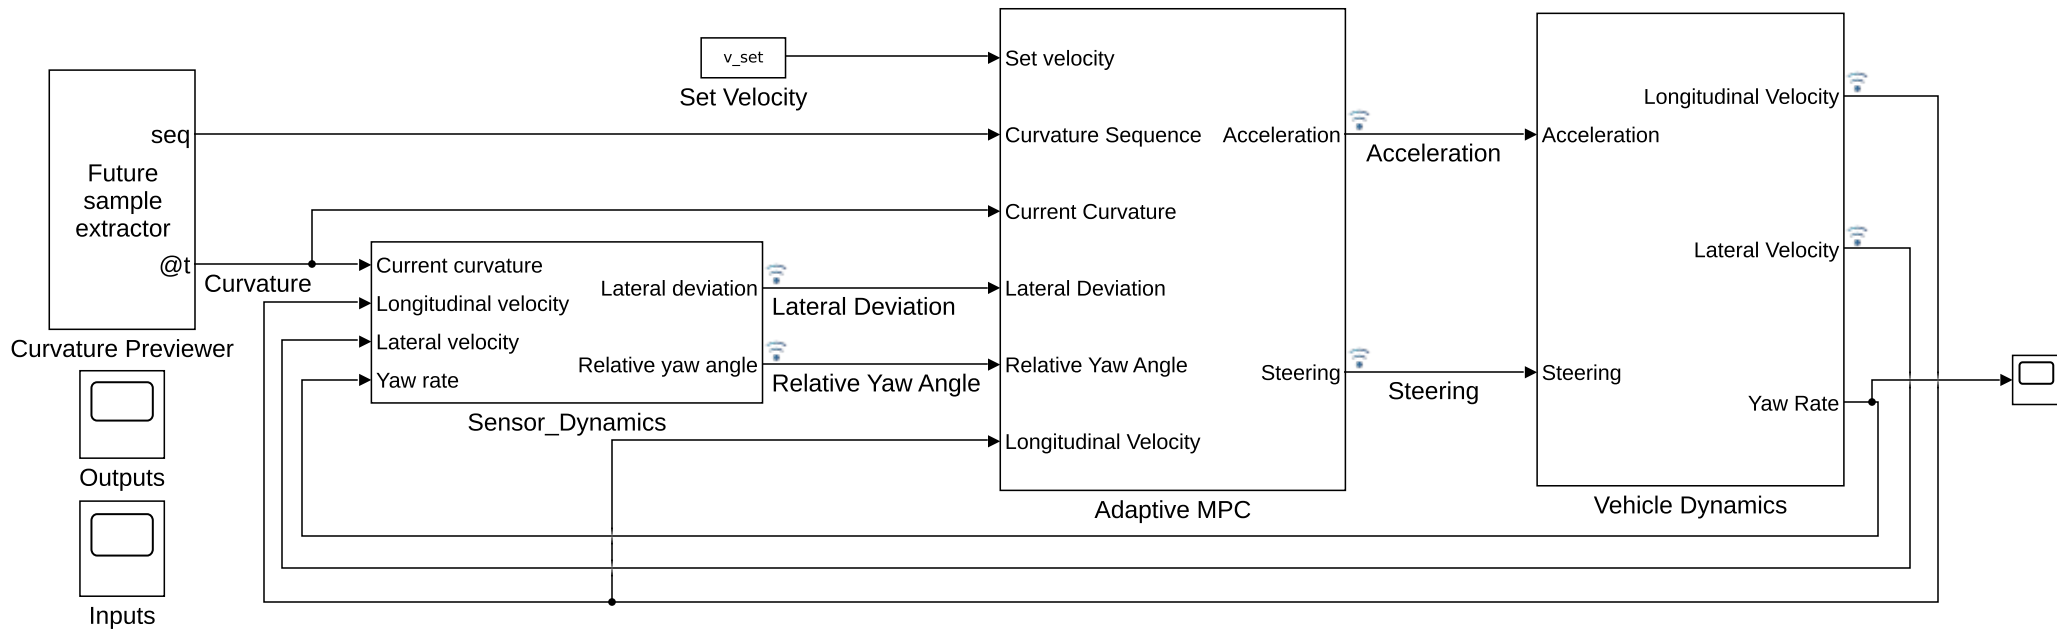 seq
Future
sample
extractor
@t
Curvature Previewer
Outputs
Inputs
Curvature
v_set
Set Velocity
Current curvature
Longitudinal velocity
Lateral velocity
Yaw rate
Lateral deviation
Relative yaw angle
Sensor_Dynamics
Lateral Deviation
Relative Yaw Angle
Set velocity
Curvature Sequence
Current Curvature
Lateral Deviation
Relative Yaw Angle
Longitudinal Velocity
Acceleration
Steering
Adaptive MPC
Acceleration
Steering
Acceleration
Steering
Longitudinal Velocity
Lateral Velocity
Yaw Rate
Vehicle Dynamics